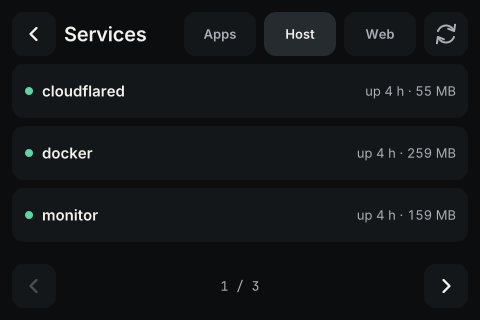 Services Apps Host Web
cloudflared up 4 h · 55 MB
docker up 4 h · 259 MB
monitor up 4 h · 159 MB
1 / 3